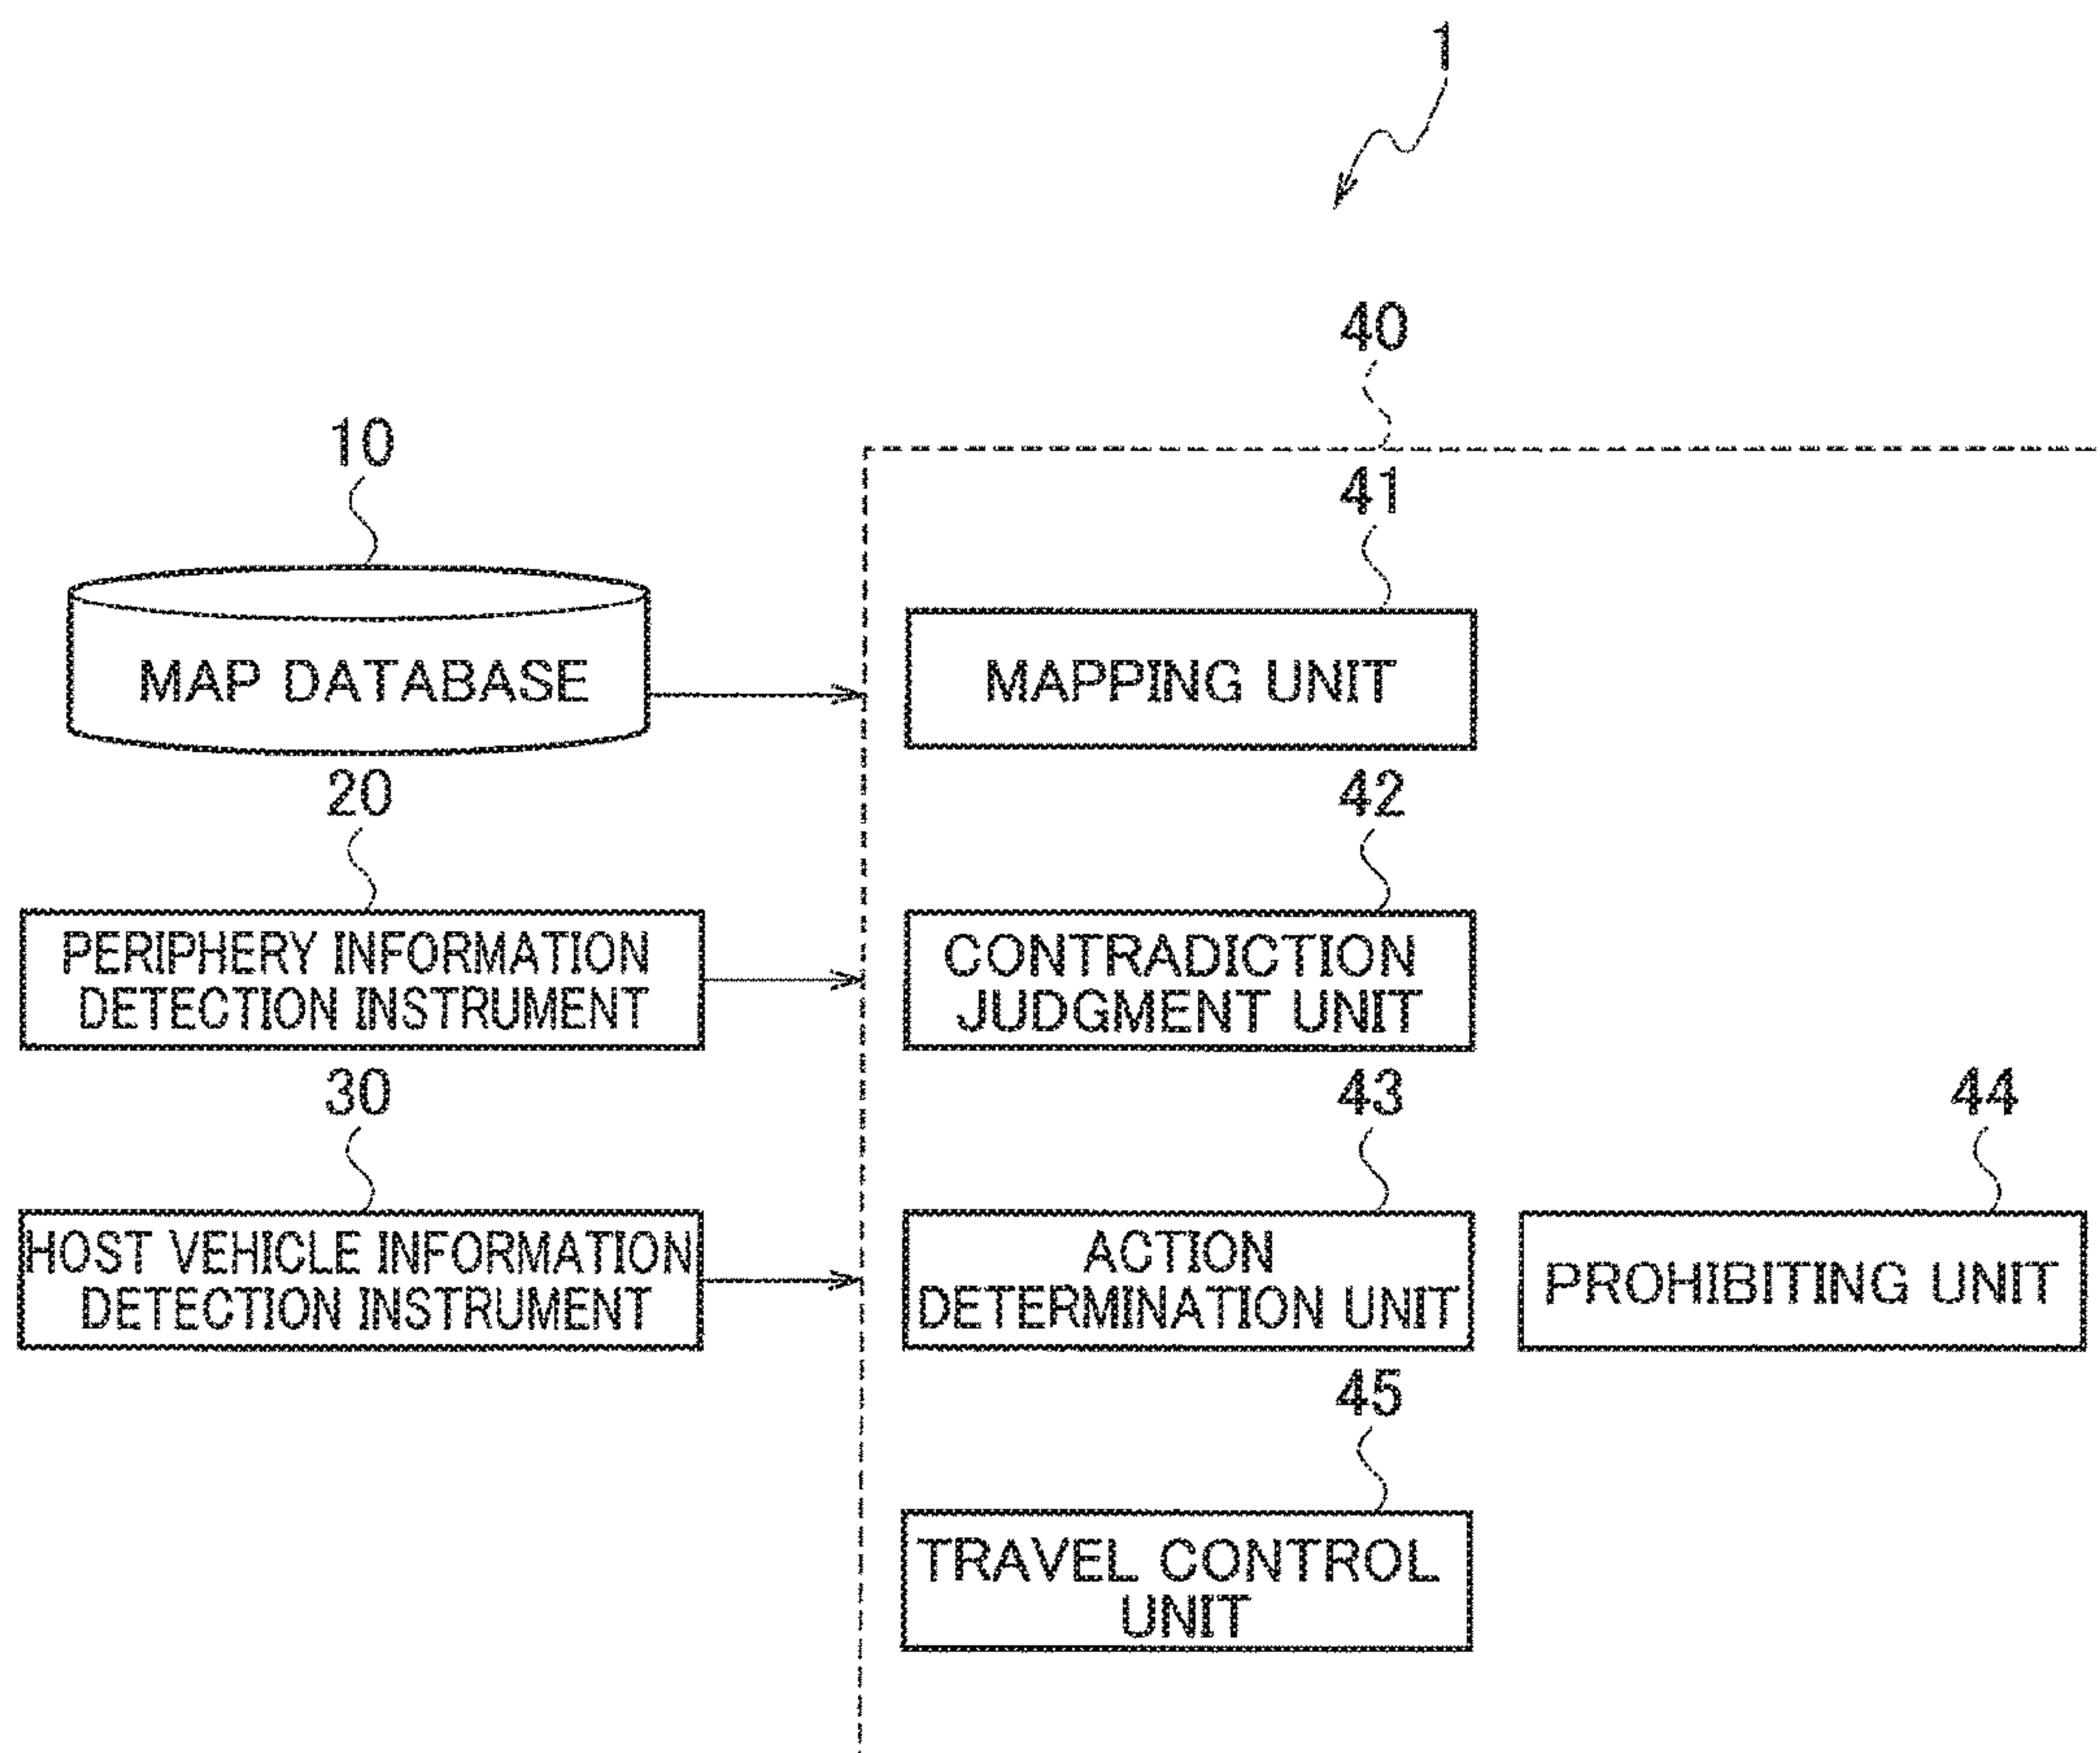 1
40
10
41
MAP DATABASE
MAPPING UNIT
20
42
PERIPHERY INFORMATION
DETECTION INSTRUMENT
CONTRADICTION
JUDGMENT UNIT
30
43
44
HOST VEHICLE INFORMATION
DETECTION INSTRUMENT
ACTION
DETERMINATION UNIT
PROHIBITING UNIT
45
TRAVEL CONTROL
UNIT